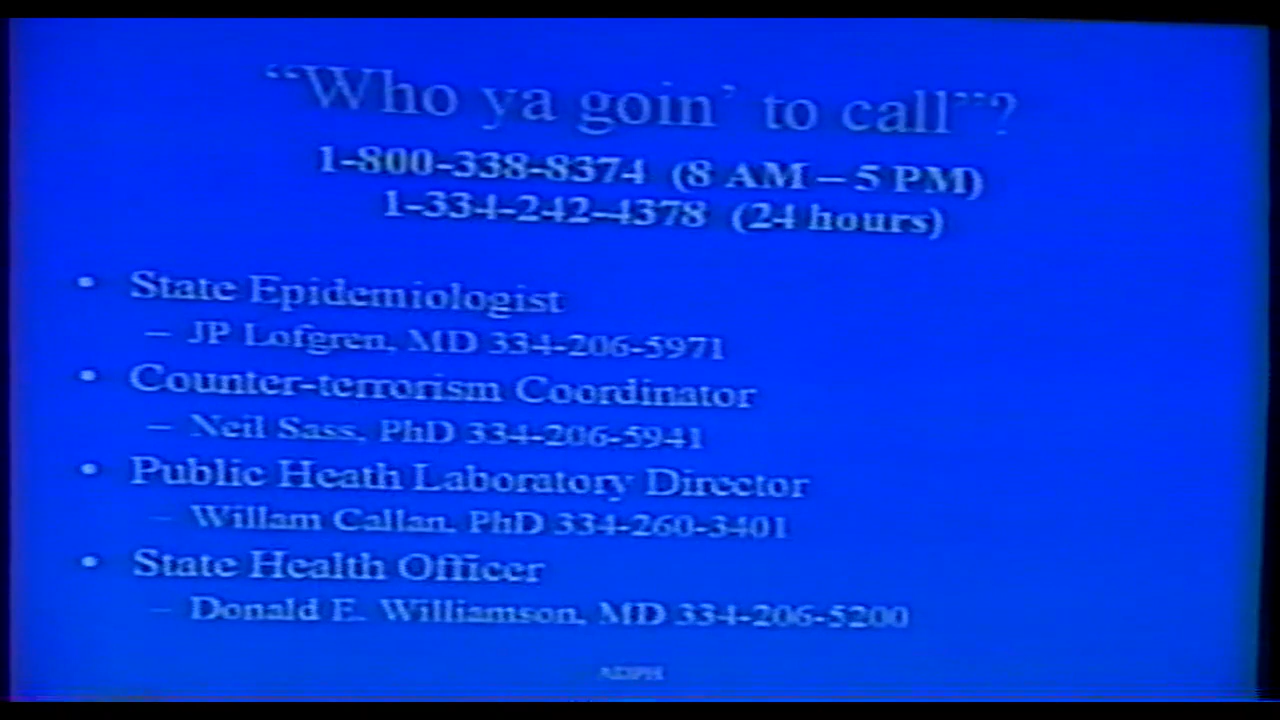 “Who ya goin’ to call”?
1-800-338-8374 (8 AM – 5 PM)
1-334-242-4378 (24 hours)
• State Epidemiologist
– JP Lofgren, MD 334-206-5971
• Counter-terrorism Coordinator
– Neil Sass, PhD 334-206-5941
• Public Heath Laboratory Director
– Willam Callan, PhD 334-260-3401
• State Health Officer
– Donald E. Williamson, MD 334-206-5200
ADPH